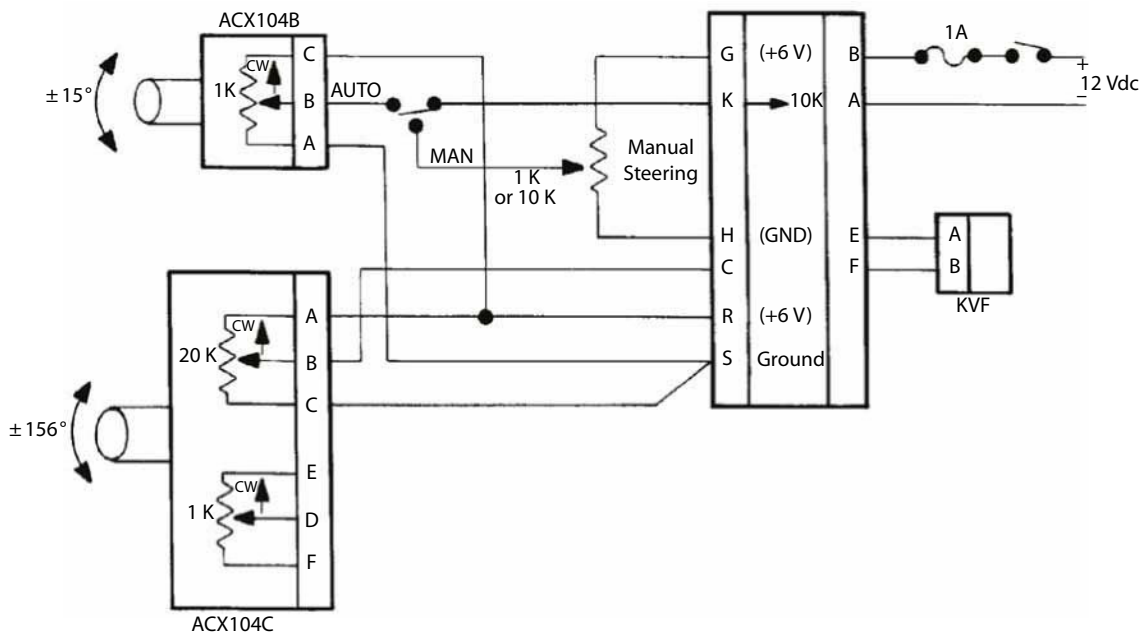 ACX104B
± 15°
CW
1K
C
B
A
AUTO
MAN
1 K
or 10 K
Manual
Steering
G (+6 V) B
K 10K A
H (GND) E
C F
R (+6 V)
S Ground
1A
+
12 Vdc
–
A
B
KVF
± 156°
CW
20 K
A
B
C
CW
1 K
E
D
F
ACX104C